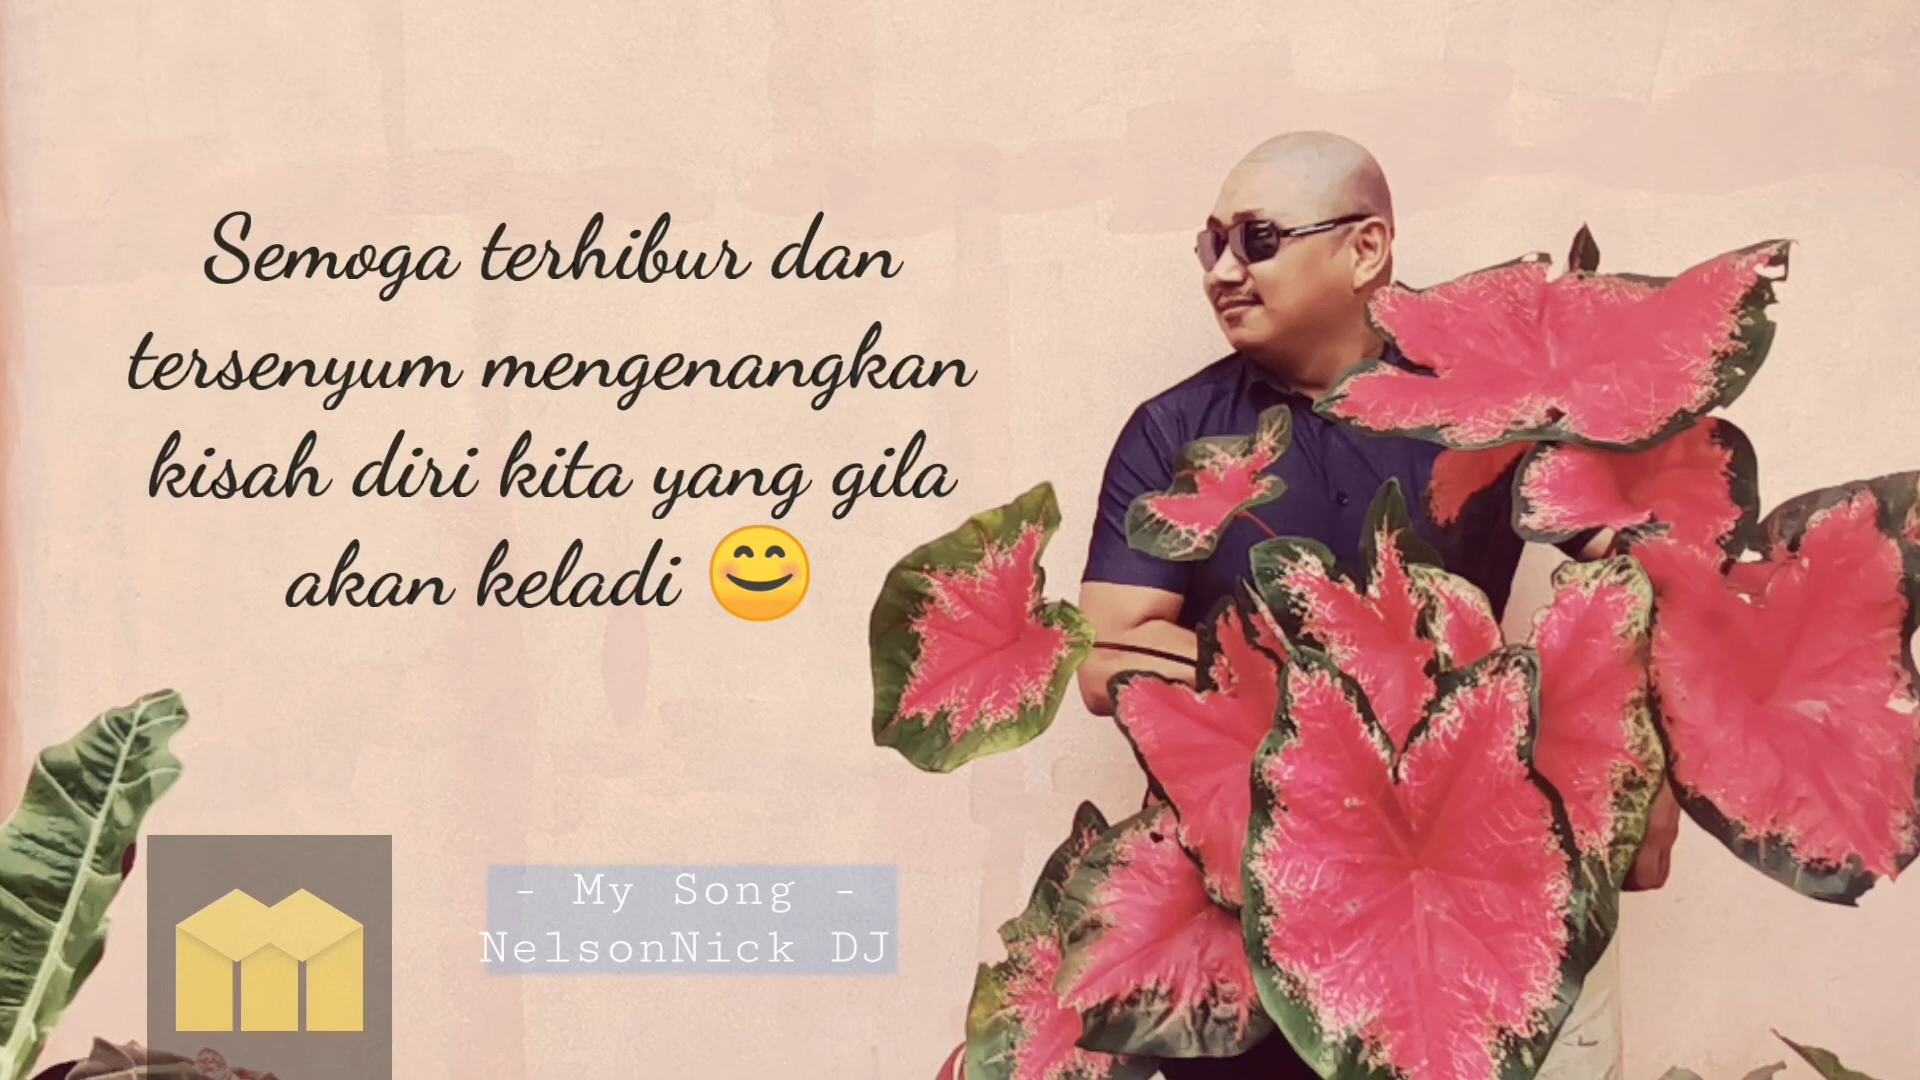 Semoga terhibur dan
tersenyum mengenangkan
kisah diri kita yang gila
akan keladi 😊
- My Song -
NelsonNick DJ